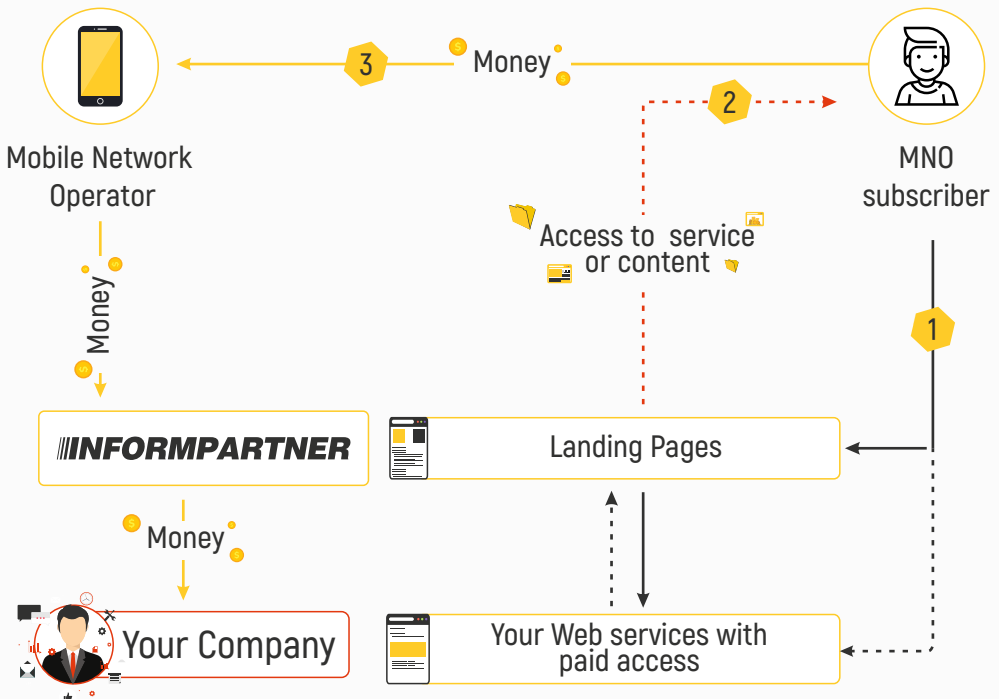 3
Money
2
Mobile Network
Operator
MNO
subscriber
Access to service
or content
Money
1
INFORMPARTNER
Landing Pages
Money
Your Company
Your Web services with
paid access